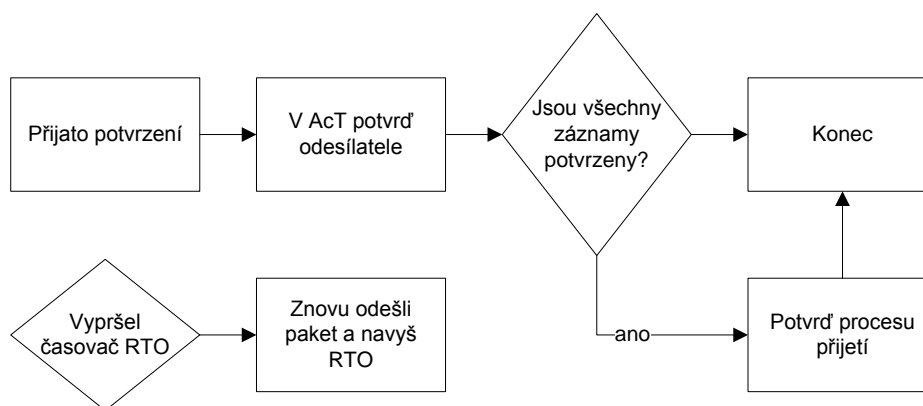 Přijato potvrzení
V AcT potvrď
odesílatele
Jsou všechny
záznamy
potvrzeny?
Konec
Vypršel
časovač RTO
Znovu odešli
paket a navyš
RTO
ano
Potvrď procesu
přijetí